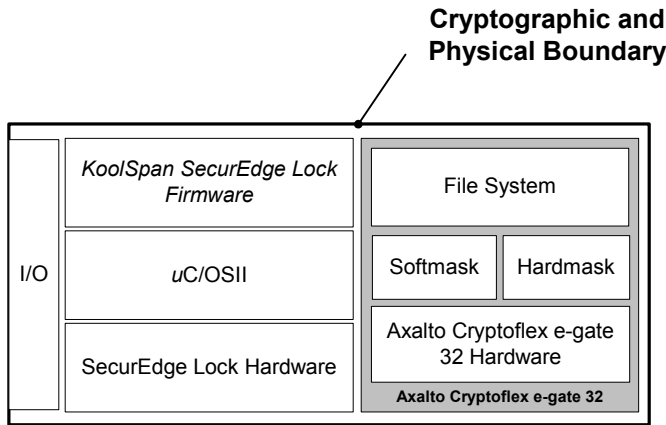 Cryptographic and
Physical Boundary
I/O
KoolSpan SecurEdge Lock
Firmware
uC/OSII
SecurEdge Lock Hardware
File System
Softmask
Hardmask
Axalto Cryptoflex e-gate
32 Hardware
Axalto Cryptoflex e-gate 32